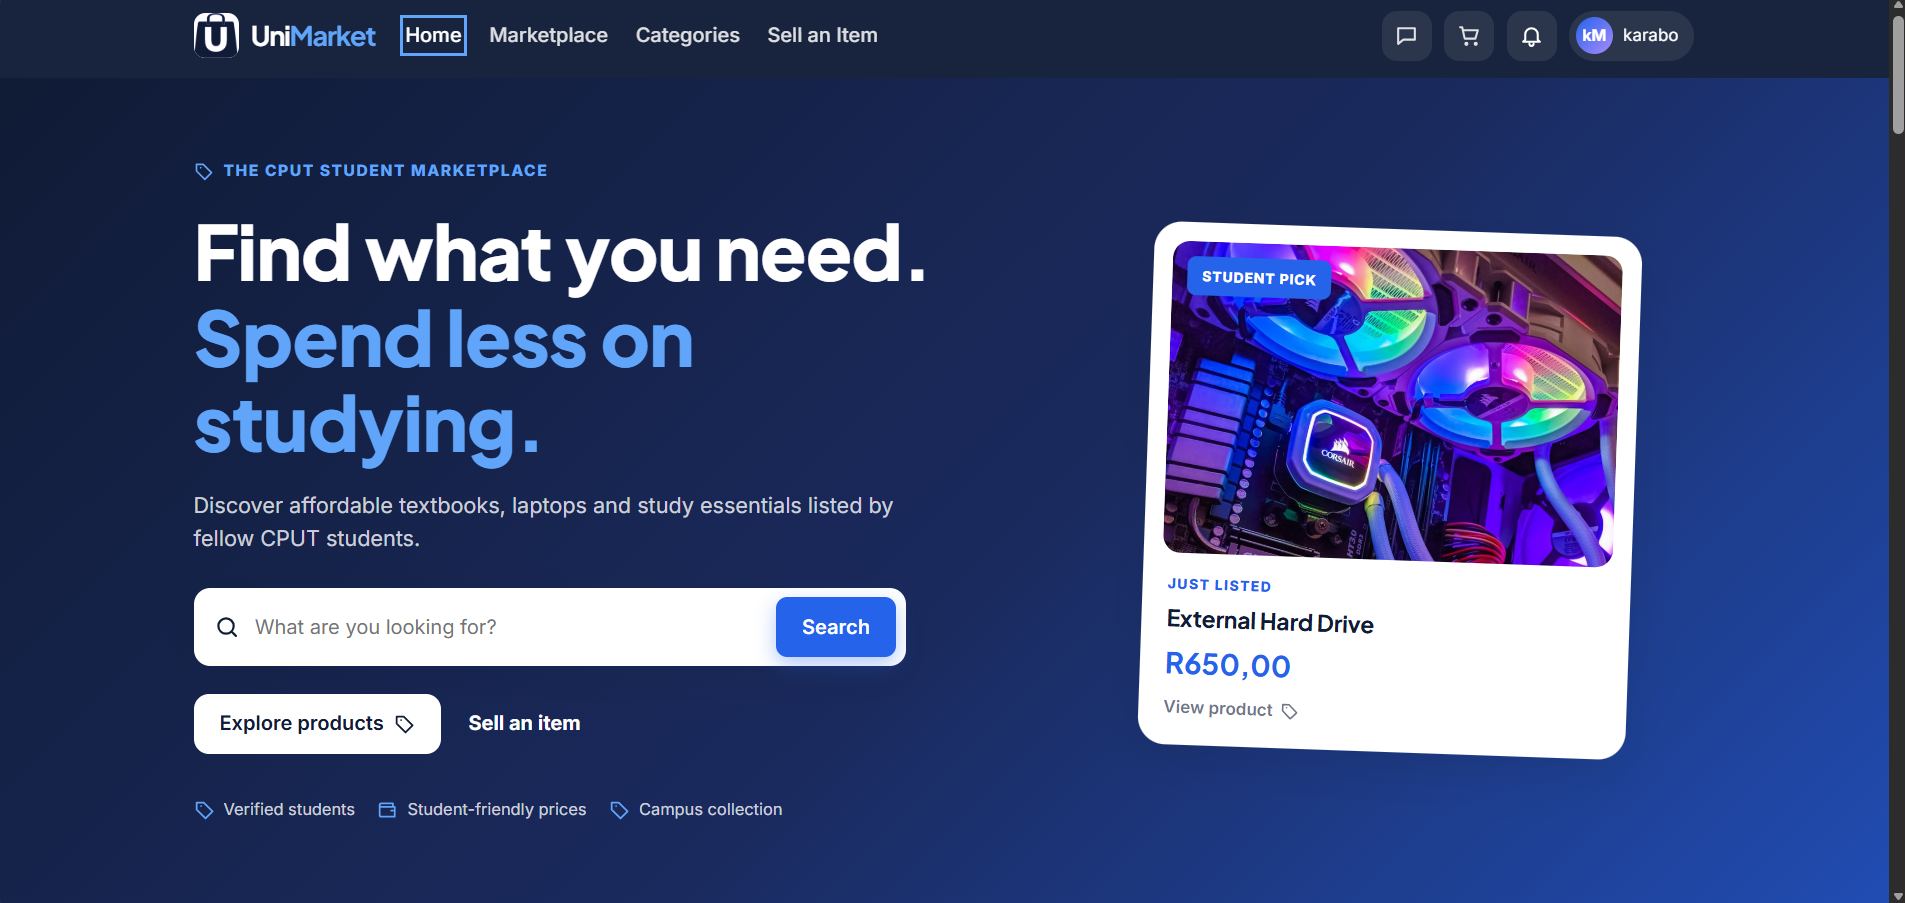 UniMarket
Home
Marketplace
Categories
Sell an Item
kM
karabo
THE CPUT STUDENT MARKETPLACE
Find what you need.
Spend less on
studying.
Discover affordable textbooks, laptops and study essentials listed by
fellow CPUT students.
What are you looking for?
Search
Explore products
Sell an item
Verified students
Student-friendly prices
Campus collection
STUDENT PICK
CORSAIR
JUST LISTED
External Hard Drive
R650,00
View product